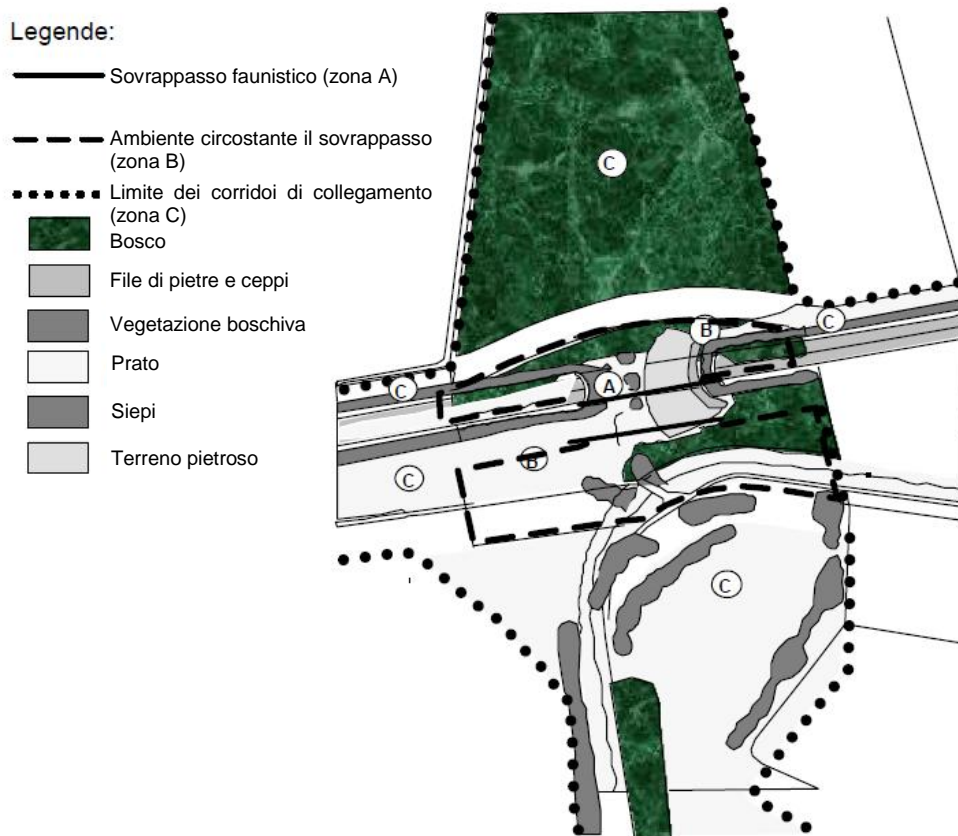 Legende:
Sovrappasso faunistico (zona A)
Ambiente circostante il sovrappasso
(zona B)
Limite dei corridoi di collegamento
(zona C)
Bosco
File di pietre e ceppi
Vegetazione boschiva
Prato
Siepi
Terreno pietroso
C
C
B
C
A
B
C
C